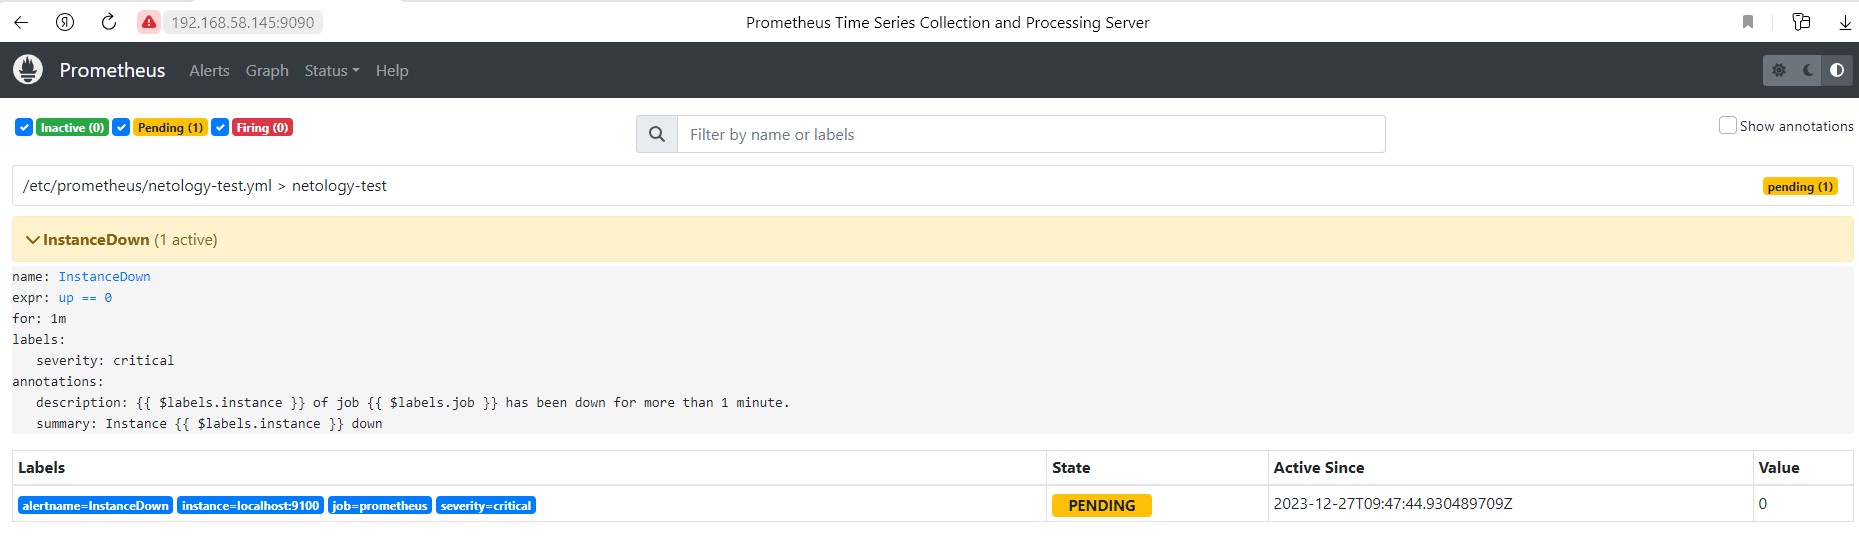 192.168.58.145:9090 Prometheus Time Series Collection and Processing Server
Prometheus Alerts Graph Status Help
Inactive (0) Pending (1) Firing (0) Filter by name or labels Show annotations
/etc/prometheus/netology-test.yml > netology-test pending (1)
InstanceDown (1 active)
name: InstanceDown
expr: up == 0
for: 1m
labels:
severity: critical
annotations:
description: {{ $labels.instance }} of job {{ $labels.job }} has been down for more than 1 minute.
summary: Instance {{ $labels.instance }} down
Labels State Active Since Value
alertname=InstanceDown instance=localhost:9100 job=prometheus severity=critical PENDING 2023-12-27T09:47:44.930489709Z 0